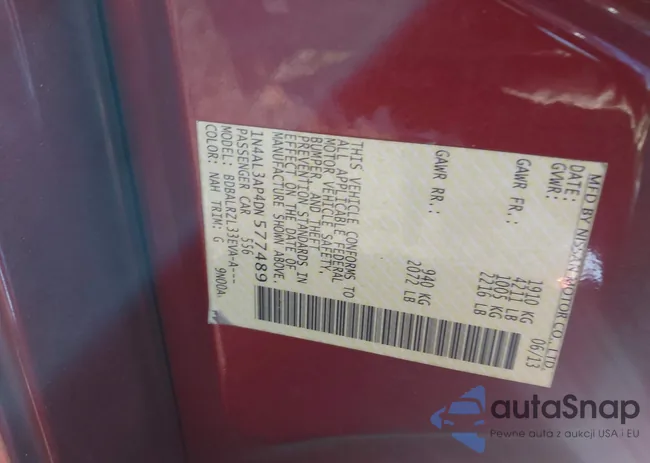 MFD BY NISSAN MOTOR CO., LTD.
DATE: 06/13
GVWR: 1910 KG
4211 LB
GAWR FR.: 1005 KG
2216 LB
GAWR RR.: 940 KG
2072 LB
THIS VEHICLE CONFORMS TO
ALL APPLICABLE FEDERAL
MOTOR VEHICLE SAFETY,
BUMPER, AND THEFT
PREVENTION STANDARDS IN
EFFECT ON THE DATE OF
MANUFACTURE SHOWN ABOVE.
1N4AL3AP4DN577489
PASSENGER CAR 556
MODEL: BDBALRZL33EVA-A---
COLOR: NAH TRIM: G 9N00A
autaSnap
Pewne auta z aukcji USA i EU